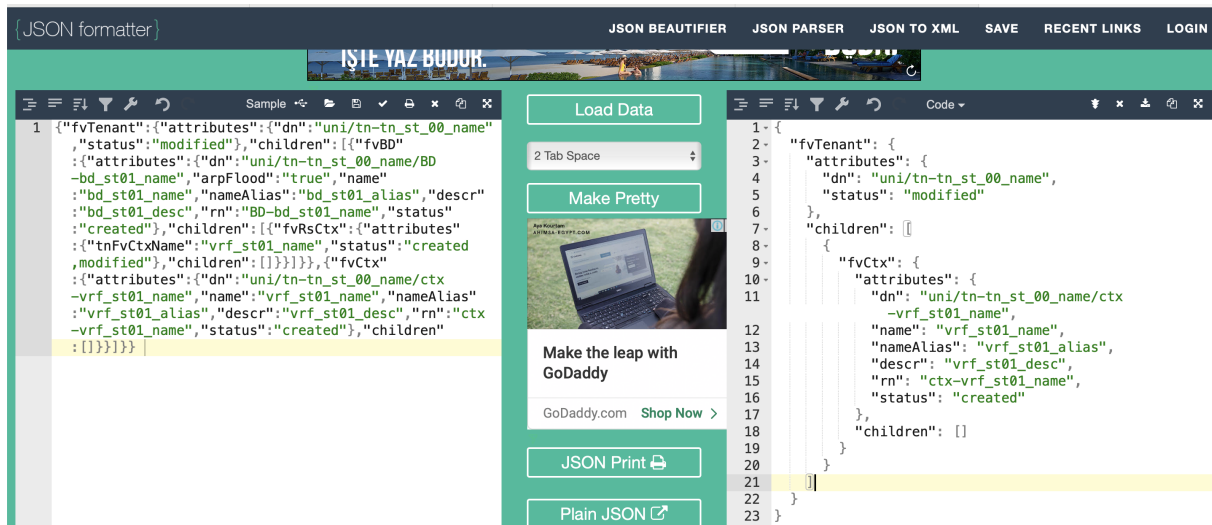 {JSON formatter}
JSON BEAUTIFIER JSON PARSER JSON TO XML SAVE RECENT LINKS LOGIN
İŞTE YAZ BUDUR.
Sample
1 {"fvTenant":{"attributes":{"dn":"uni/tn-tn_st_00_name"
,"status":"modified"},"children":[{"fvBD"
:{"attributes":{"dn":"uni/tn-tn_st_00_name/BD
-bd_st01_name","arpFlood":"true","name"
:"bd_st01_name","nameAlias":"bd_st01_alias","descr"
:"bd_st01_desc","rn":"BD-bd_st01_name","status"
:"created"},"children":[{"fvRsCtx":{"attributes"
:{"tnFvCtxName":"vrf_st01_name","status":"created
,modified"},"children":[]}}]}},{"fvCtx"
:{"attributes":{"dn":"uni/tn-tn_st_00_name/ctx
-vrf_st01_name","name":"vrf_st01_name","nameAlias"
:"vrf_st01_alias","descr":"vrf_st01_desc","rn":"ctx
-vrf_st01_name","status":"created"},"children"
:[]}}]}}
Load Data
2 Tab Space
Make Pretty
AHIMSA-EGYPT.COM
Make the leap with
GoDaddy
GoDaddy.com Shop Now >
JSON Print
Plain JSON
Code
1 {
2 "fvTenant": {
3 "attributes": {
4 "dn": "uni/tn-tn_st_00_name",
5 "status": "modified"
6 },
7 "children": [
8 {
9 "fvCtx": {
10 "attributes": {
11 "dn": "uni/tn-tn_st_00_name/ctx
-vrf_st01_name",
12 "name": "vrf_st01_name",
13 "nameAlias": "vrf_st01_alias",
14 "descr": "vrf_st01_desc",
15 "rn": "ctx-vrf_st01_name",
16 "status": "created"
17 },
18 "children": []
19 }
20 }
21 ]
22 }
23 }